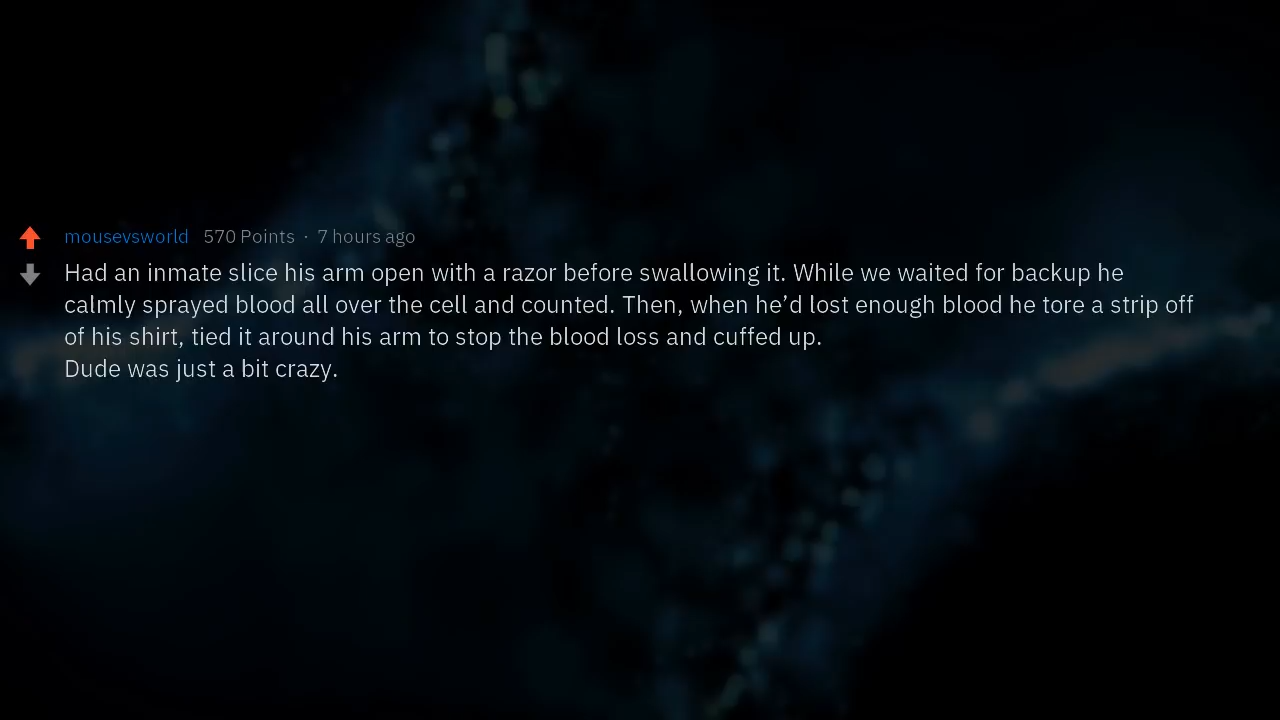 mousevsworld 570 Points · 7 hours ago
Had an inmate slice his arm open with a razor before swallowing it. While we waited for backup he
calmly sprayed blood all over the cell and counted. Then, when he’d lost enough blood he tore a strip off
of his shirt, tied it around his arm to stop the blood loss and cuffed up.
Dude was just a bit crazy.